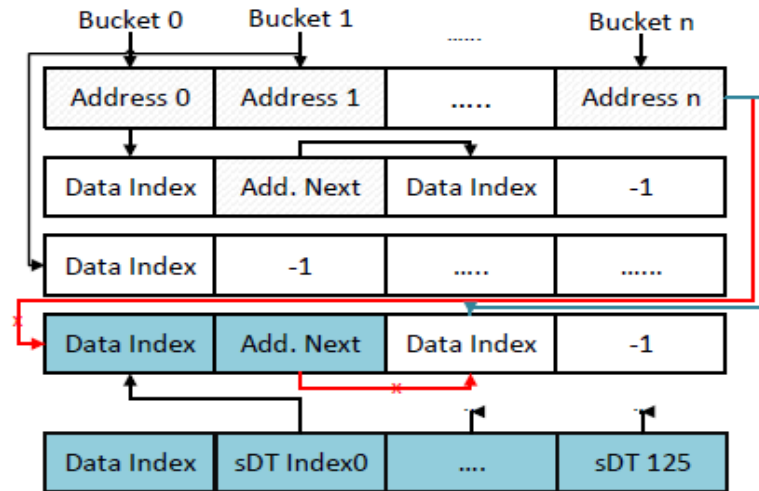 Bucket 0 Bucket 1 ...... Bucket n
Address 0 Address 1 ..... Address n
Data Index Add. Next Data Index -1
Data Index -1 ..... ......
x
Data Index Add. Next Data Index -1
x
Data Index sDT Index0 .... sDT 125